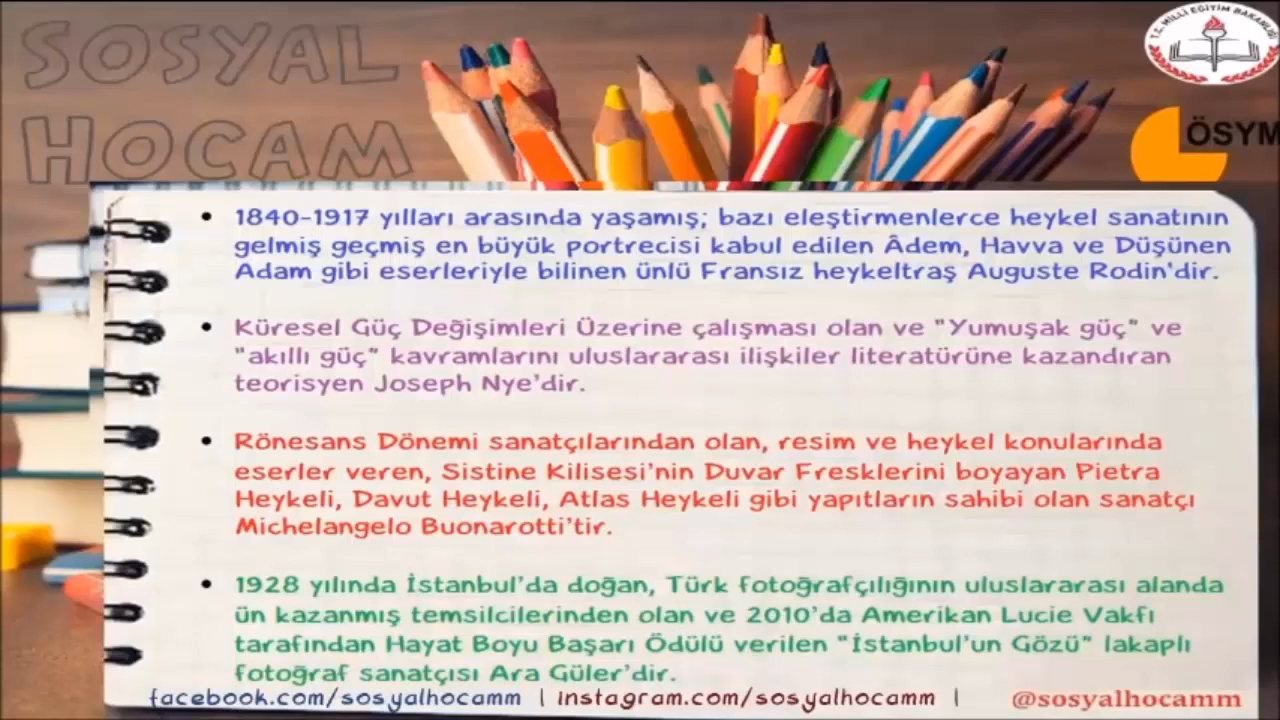 SOSYAL
HOCAM
T.C. MİLLÎ EĞİTİM BAKANLIĞI
ÖSYM
• 1840-1917 yılları arasında yaşamış; bazı eleştirmenlerce heykel sanatının
gelmiş geçmiş en büyük portrecisi kabul edilen Âdem, Havva ve Düşünen
Adam gibi eserleriyle bilinen ünlü Fransız heykeltraş Auguste Rodin'dir.
• Küresel Güç Değişimleri Üzerine çalışması olan ve "Yumuşak güç" ve
"akıllı güç" kavramlarını uluslararası ilişkiler literatürüne kazandıran
teorisyen Joseph Nye'dir.
• Rönesans Dönemi sanatçılarından olan, resim ve heykel konularında
eserler veren, Sistine Kilisesi'nin Duvar Fresklerini boyayan Pietra
Heykeli, Davut Heykeli, Atlas Heykeli gibi yapıtların sahibi olan sanatçı
Michelangelo Buonarotti'tir.
• 1928 yılında İstanbul'da doğan, Türk fotoğrafçılığının uluslararası alanda
ün kazanmış temsilcilerinden olan ve 2010'da Amerikan Lucie Vakfı
tarafından Hayat Boyu Başarı Ödülü verilen "İstanbul'un Gözü" lakaplı
fotoğraf sanatçısı Ara Güler'dir.
facebook.com/sosyalhocamm | instagram.com/sosyalhocamm | @sosyalhocamm